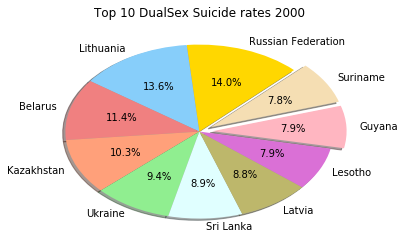 Top 10 DualSex Suicide rates 2000
Russian Federation
14.0%
Lithuania
13.6%
Belarus
11.4%
Kazakhstan
10.3%
Ukraine
9.4%
Sri Lanka
8.9%
Latvia
8.8%
Lesotho
7.9%
Guyana
7.9%
Suriname
7.8%